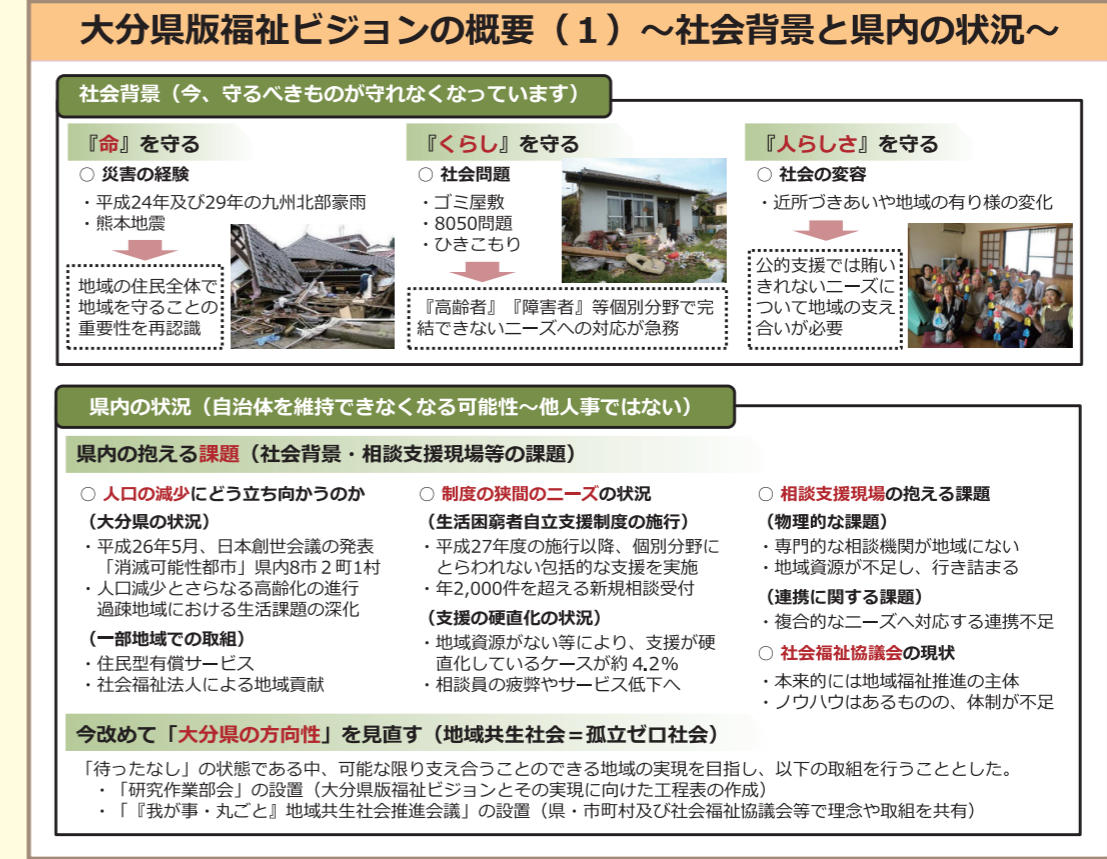 大分県版福祉ビジョンの概要（１）～社会背景と県内の状況～
社会背景（今、守るべきものが守れなくなっています）
『命』を守る
○ 災害の経験
・平成24年及び29年の九州北部豪雨
・熊本地震
地域の住民全体で
地域を守ることの
重要性を再認識
『くらし』を守る
○ 社会問題
・ゴミ屋敷
・8050問題
・ひきこもり
『高齢者』『障害者』等個別分野で完
結できないニーズへの対応が急務
『人らしさ』を守る
○ 社会の変容
・近所づきあいや地域の有り様の変化
公的支援では賄い
きれないニーズに
ついて地域の支え
合いが必要
県内の状況（自治体を維持できなくなる可能性～他人事ではない）
県内の抱える課題（社会背景・相談支援現場等の課題）
○ 人口の減少にどう立ち向かうのか
（大分県の状況）
・平成26年5月、日本創世会議の発表
「消滅可能性都市」県内8市２町1村
・人口減少とさらなる高齢化の進行
過疎地域における生活課題の深化
（一部地域での取組）
・住民型有償サービス
・社会福祉法人による地域貢献
○ 制度の狭間のニーズの状況
（生活困窮者自立支援制度の施行）
・平成27年度の施行以降、個別分野に
とらわれない包括的な支援を実施
・年2,000件を超える新規相談受付
（支援の硬直化の状況）
・地域資源がない等により、支援が硬
直化しているケースが約 4.2%
・相談員の疲弊やサービス低下へ
○ 相談支援現場の抱える課題
（物理的な課題）
・専門的な相談機関が地域にない
・地域資源が不足し、行き詰まる
（連携に関する課題）
・複合的なニーズへ対応する連携不足
○ 社会福祉協議会の現状
・本来的には地域福祉推進の主体
・ノウハウはあるものの、体制が不足
今改めて「大分県の方向性」を見直す（地域共生社会＝孤立ゼロ社会）
「待ったなし」の状態である中、可能な限り支え合うことのできる地域の実現を目指し、以下の取組を行うこととした。
・「研究作業部会」の設置（大分県版福祉ビジョンとその実現に向けた工程表の作成）
・「『我が事・丸ごと』地域共生社会推進会議」の設置（県・市町村及び社会福祉協議会等で理念や取組を共有）